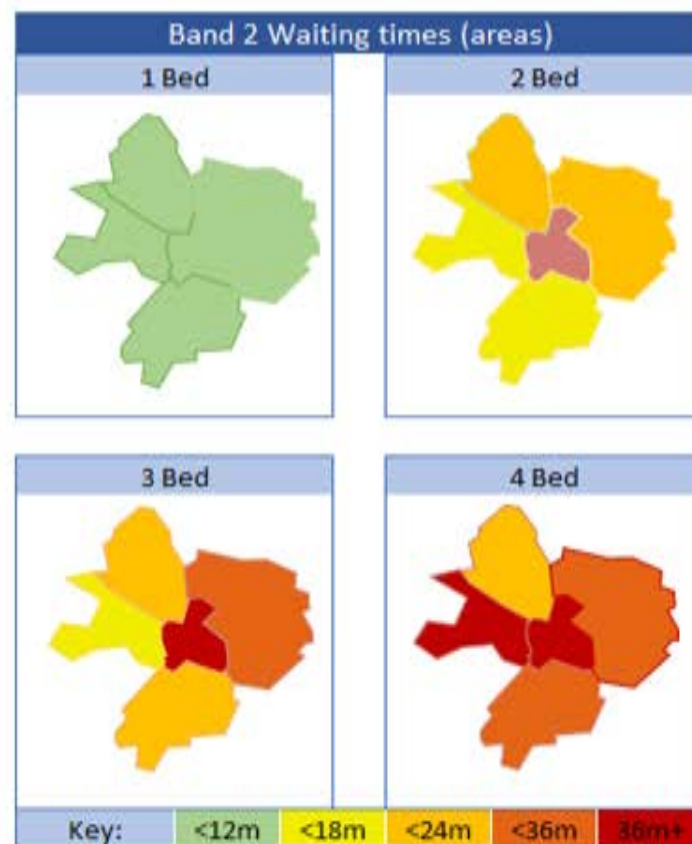 Band 2 Waiting times (areas)
1 Bed
2 Bed
3 Bed
4 Bed
Key: <12m <18m <24m <36m 36m+